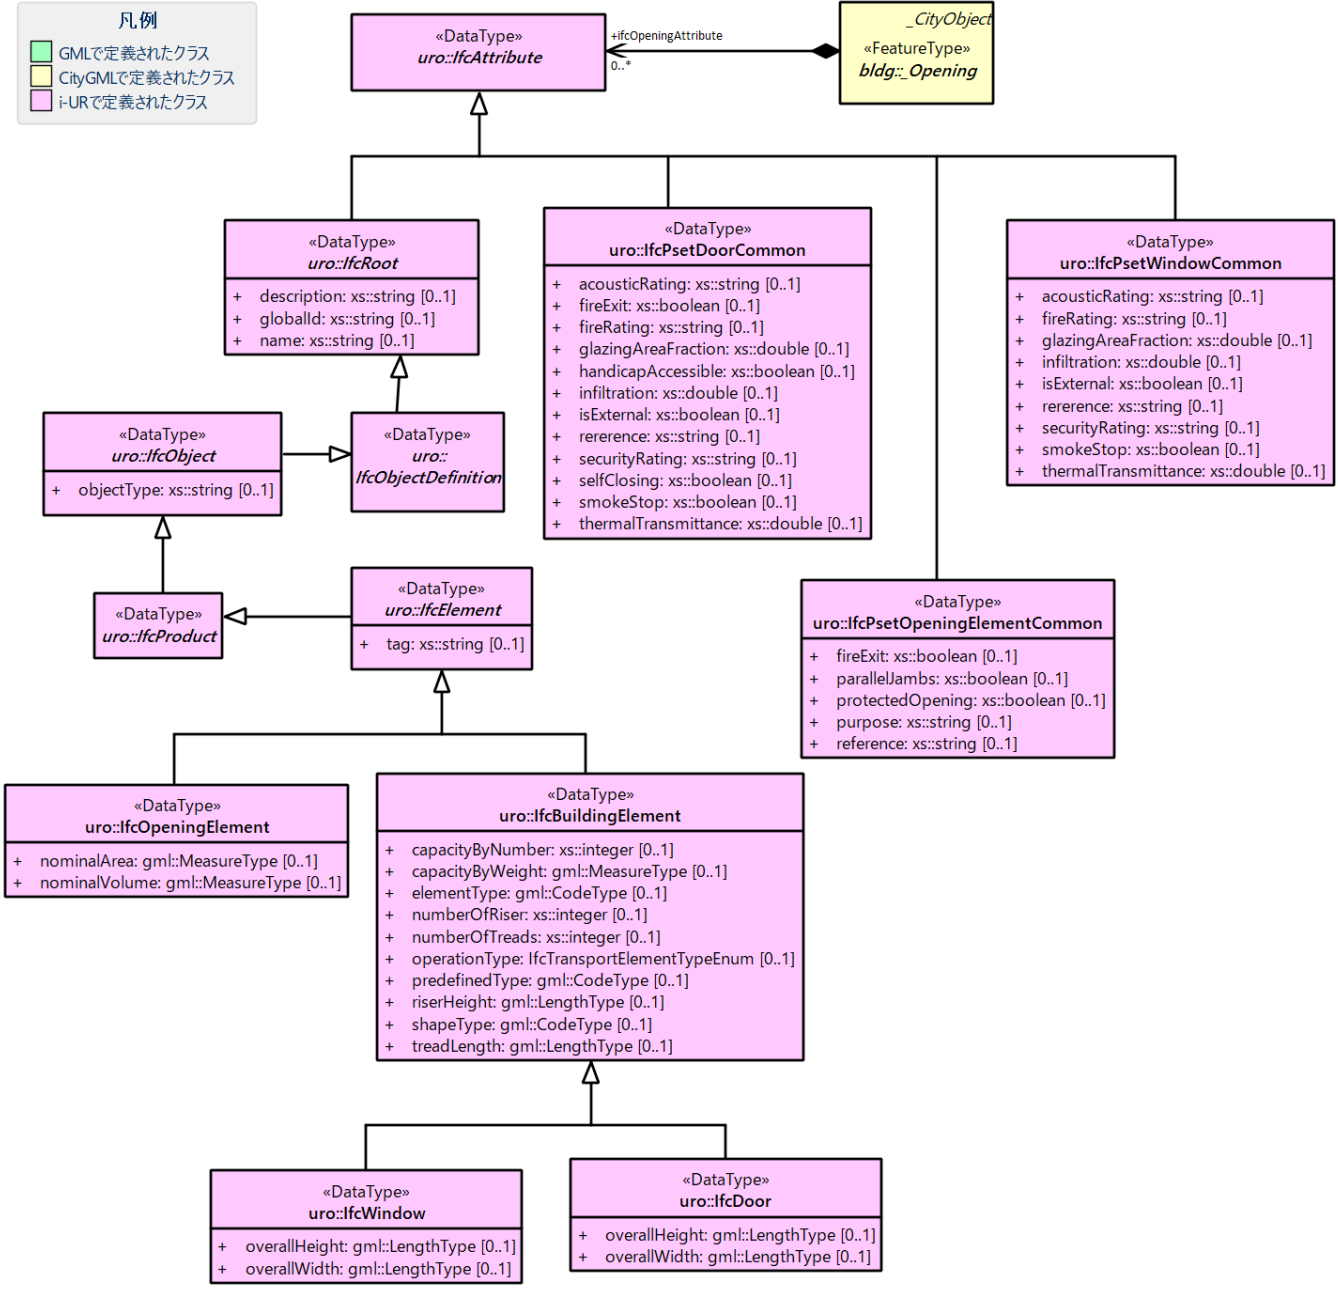 凡例
GMLで定義されたクラス
CityGMLで定義されたクラス
i-URで定義されたクラス
«DataType»
uro::IfcAttribute
+ifcOpeningAttribute
0..*
_CityObject
«FeatureType»
bldg::_Opening
«DataType»
uro::IfcRoot
+ description: xs::string [0..1]
+ globalId: xs::string [0..1]
+ name: xs::string [0..1]
«DataType»
uro::IfcPsetDoorCommon
+ acousticRating: xs::string [0..1]
+ fireExit: xs::boolean [0..1]
+ fireRating: xs::string [0..1]
+ glazingAreaFraction: xs::double [0..1]
+ handicapAccessible: xs::boolean [0..1]
+ infiltration: xs::double [0..1]
+ isExternal: xs::boolean [0..1]
+ rererence: xs::string [0..1]
+ securityRating: xs::string [0..1]
+ selfClosing: xs::boolean [0..1]
+ smokeStop: xs::boolean [0..1]
+ thermalTransmittance: xs::double [0..1]
«DataType»
uro::IfcPsetWindowCommon
+ acousticRating: xs::string [0..1]
+ fireRating: xs::string [0..1]
+ glazingAreaFraction: xs::double [0..1]
+ infiltration: xs::double [0..1]
+ isExternal: xs::boolean [0..1]
+ rererence: xs::string [0..1]
+ securityRating: xs::string [0..1]
+ smokeStop: xs::boolean [0..1]
+ thermalTransmittance: xs::double [0..1]
«DataType»
uro::IfcObject
+ objectType: xs::string [0..1]
«DataType»
uro::
IfcObjectDefinition
«DataType»
uro::IfcProduct
«DataType»
uro::IfcElement
+ tag: xs::string [0..1]
«DataType»
uro::IfcPsetOpeningElementCommon
+ fireExit: xs::boolean [0..1]
+ parallelJambs: xs::boolean [0..1]
+ protectedOpening: xs::boolean [0..1]
+ purpose: xs::string [0..1]
+ reference: xs::string [0..1]
«DataType»
uro::IfcOpeningElement
+ nominalArea: gml::MeasureType [0..1]
+ nominalVolume: gml::MeasureType [0..1]
«DataType»
uro::IfcBuildingElement
+ capacityByNumber: xs::integer [0..1]
+ capacityByWeight: gml::MeasureType [0..1]
+ elementType: gml::CodeType [0..1]
+ numberOfRiser: xs::integer [0..1]
+ numberOfTreads: xs::integer [0..1]
+ operationType: IfcTransportElementTypeEnum [0..1]
+ predefinedType: gml::CodeType [0..1]
+ riserHeight: gml::LengthType [0..1]
+ shapeType: gml::CodeType [0..1]
+ treadLength: gml::LengthType [0..1]
«DataType»
uro::IfcWindow
+ overallHeight: gml::LengthType [0..1]
+ overallWidth: gml::LengthType [0..1]
«DataType»
uro::IfcDoor
+ overallHeight: gml::LengthType [0..1]
+ overallWidth: gml::LengthType [0..1]